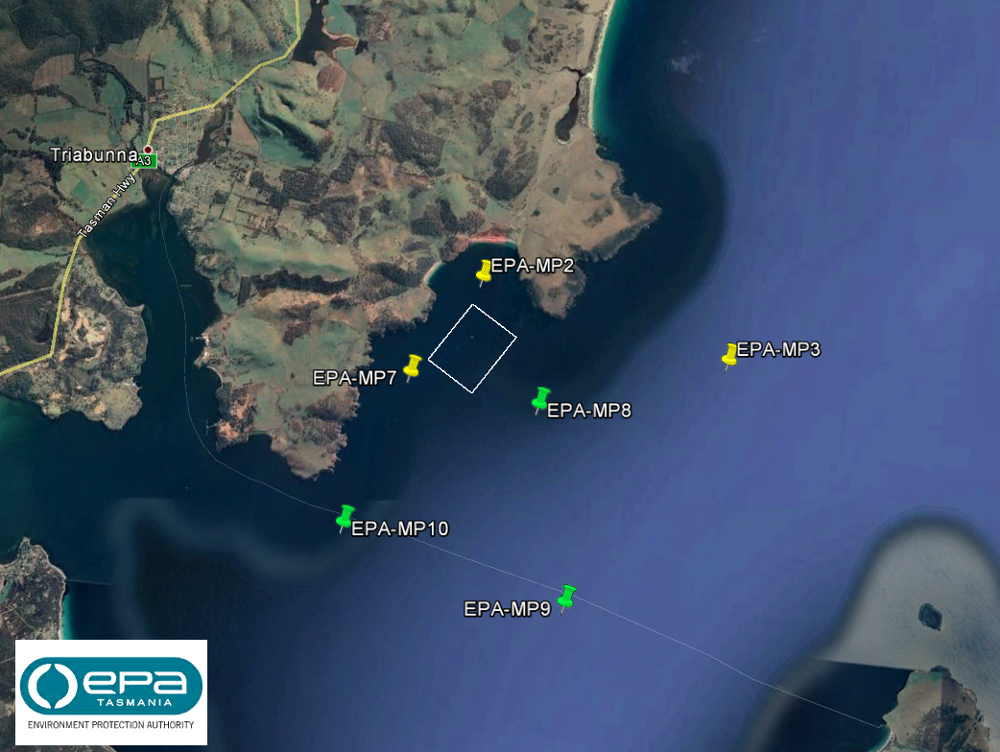 Triabunna
A3
Tasman Hwy
EPA-MP2
EPA-MP3
EPA-MP7
EPA-MP8
EPA-MP10
EPA-MP9
epa
TASMANIA
ENVIRONMENT PROTECTION AUTHORITY